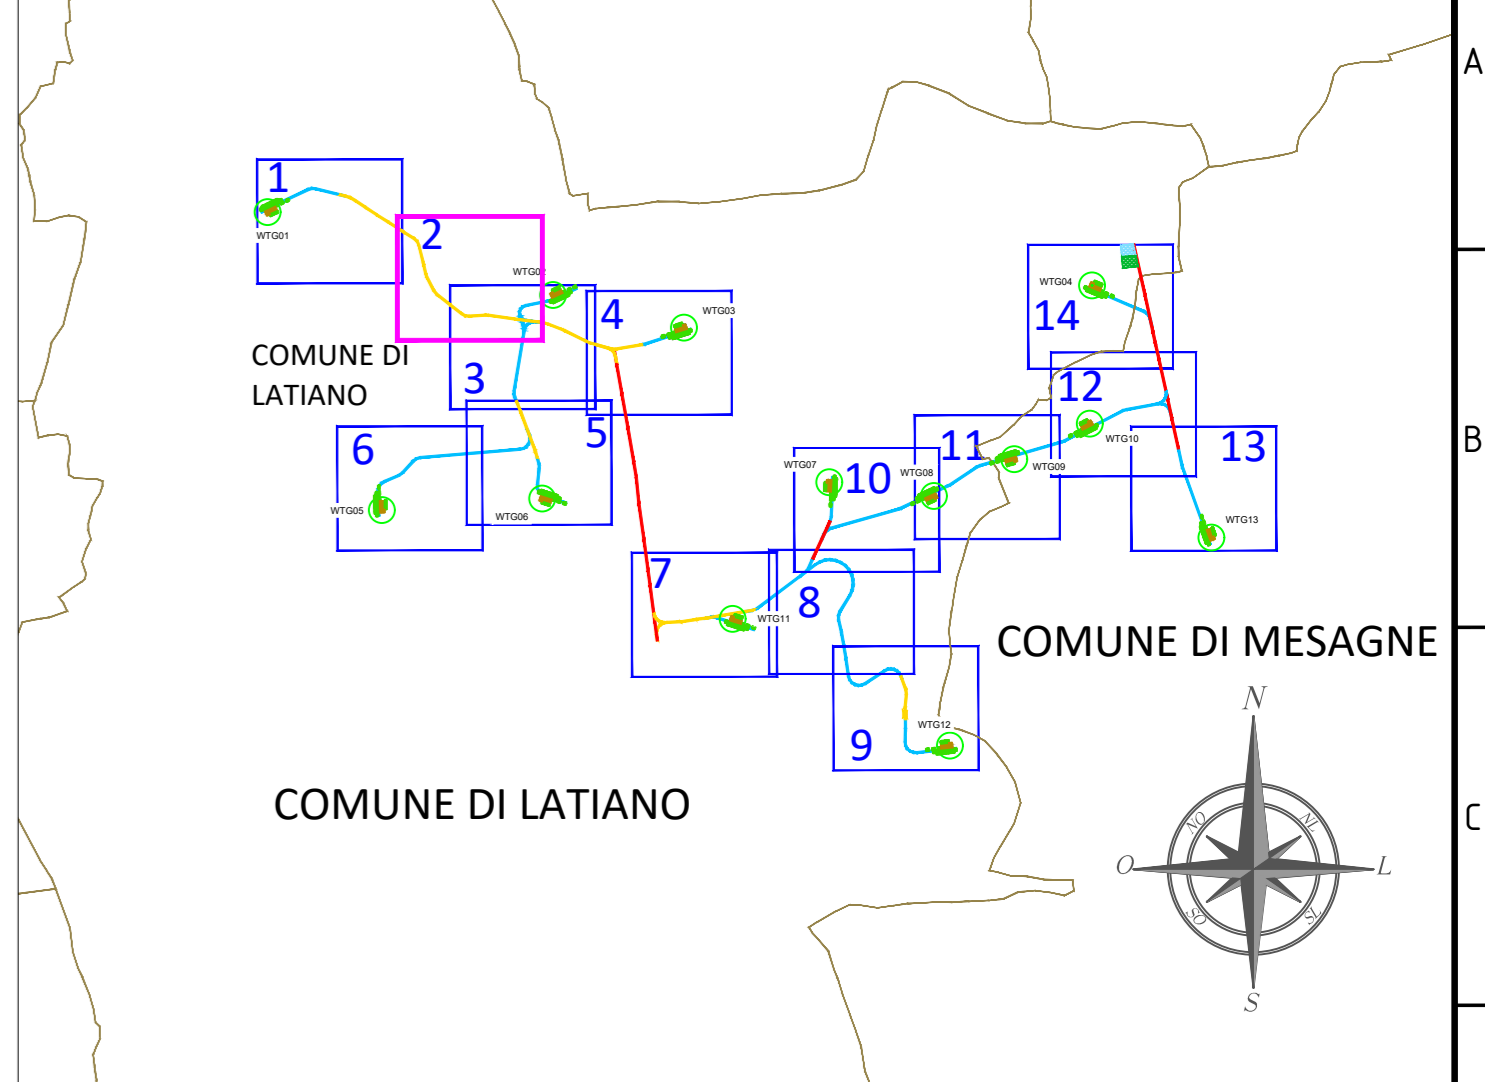 A
1
WTG01
2
WTG02
WTG03
4
COMUNE DI
LATIANO
3
WTG04
14
12
5
6
WTG05
WTG06
WTG07
10
WTG08
11
WTG09
WTG10
13
WTG13
B
7
WTG11
8
COMUNE DI MESAGNE
WTG12
9
COMUNE DI LATIANO
C
N
NO
NL
O
L
SO
SL
S